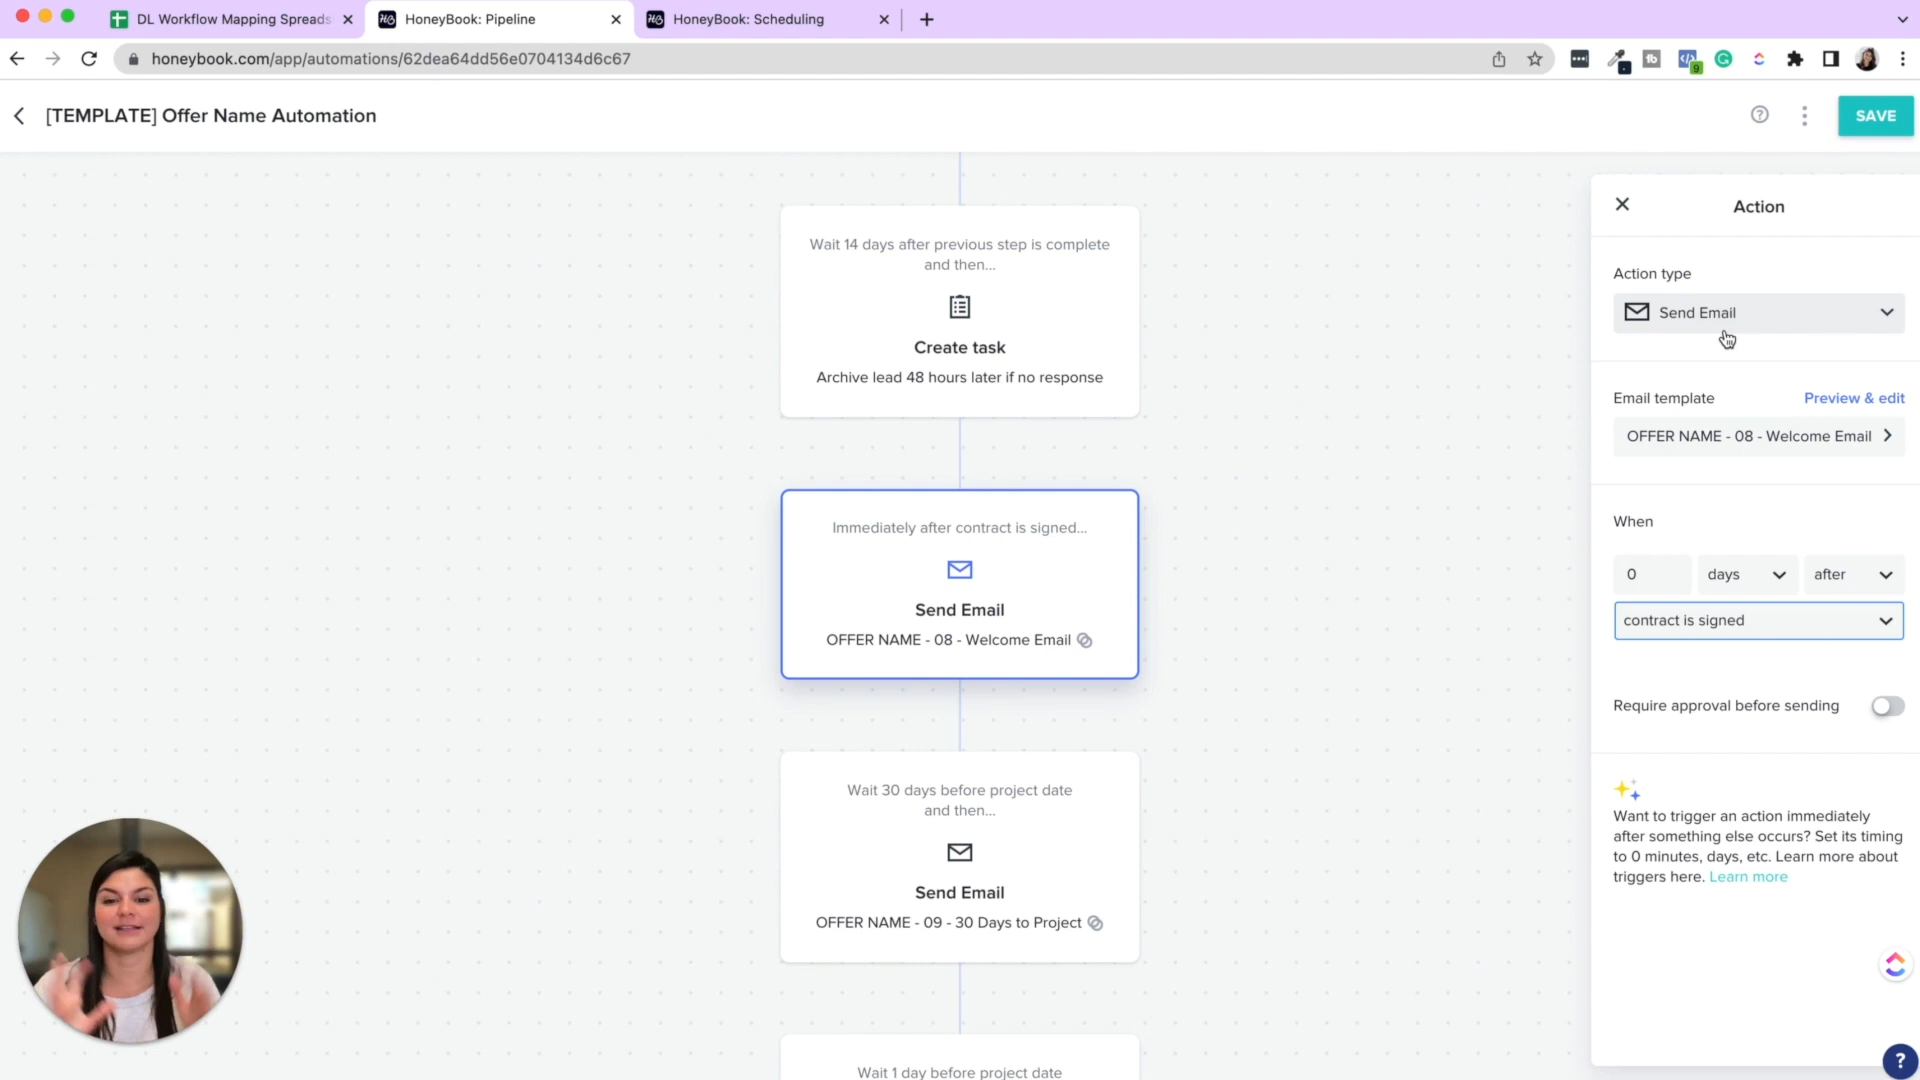 DL Workflow Mapping Spreads
HoneyBook: Pipeline
HoneyBook: Scheduling
honeybook.com/app/automations/62dea64dd56e0704134d6c67
[TEMPLATE] Offer Name Automation
SAVE
Wait 14 days after previous step is complete
and then...
Create task
Archive lead 48 hours later if no response
Immediately after contract is signed...
Send Email
OFFER NAME - 08 - Welcome Email
Wait 30 days before project date
and then...
Send Email
OFFER NAME - 09 - 30 Days to Project
Wait 1 day before project date
Action
Action type
Send Email
Email template
Preview & edit
OFFER NAME - 08 - Welcome Email
When
0
days
after
contract is signed
Require approval before sending
Want to trigger an action immediately
after something else occurs? Set its timing
to 0 minutes, days, etc. Learn more about
triggers here. Learn more
?